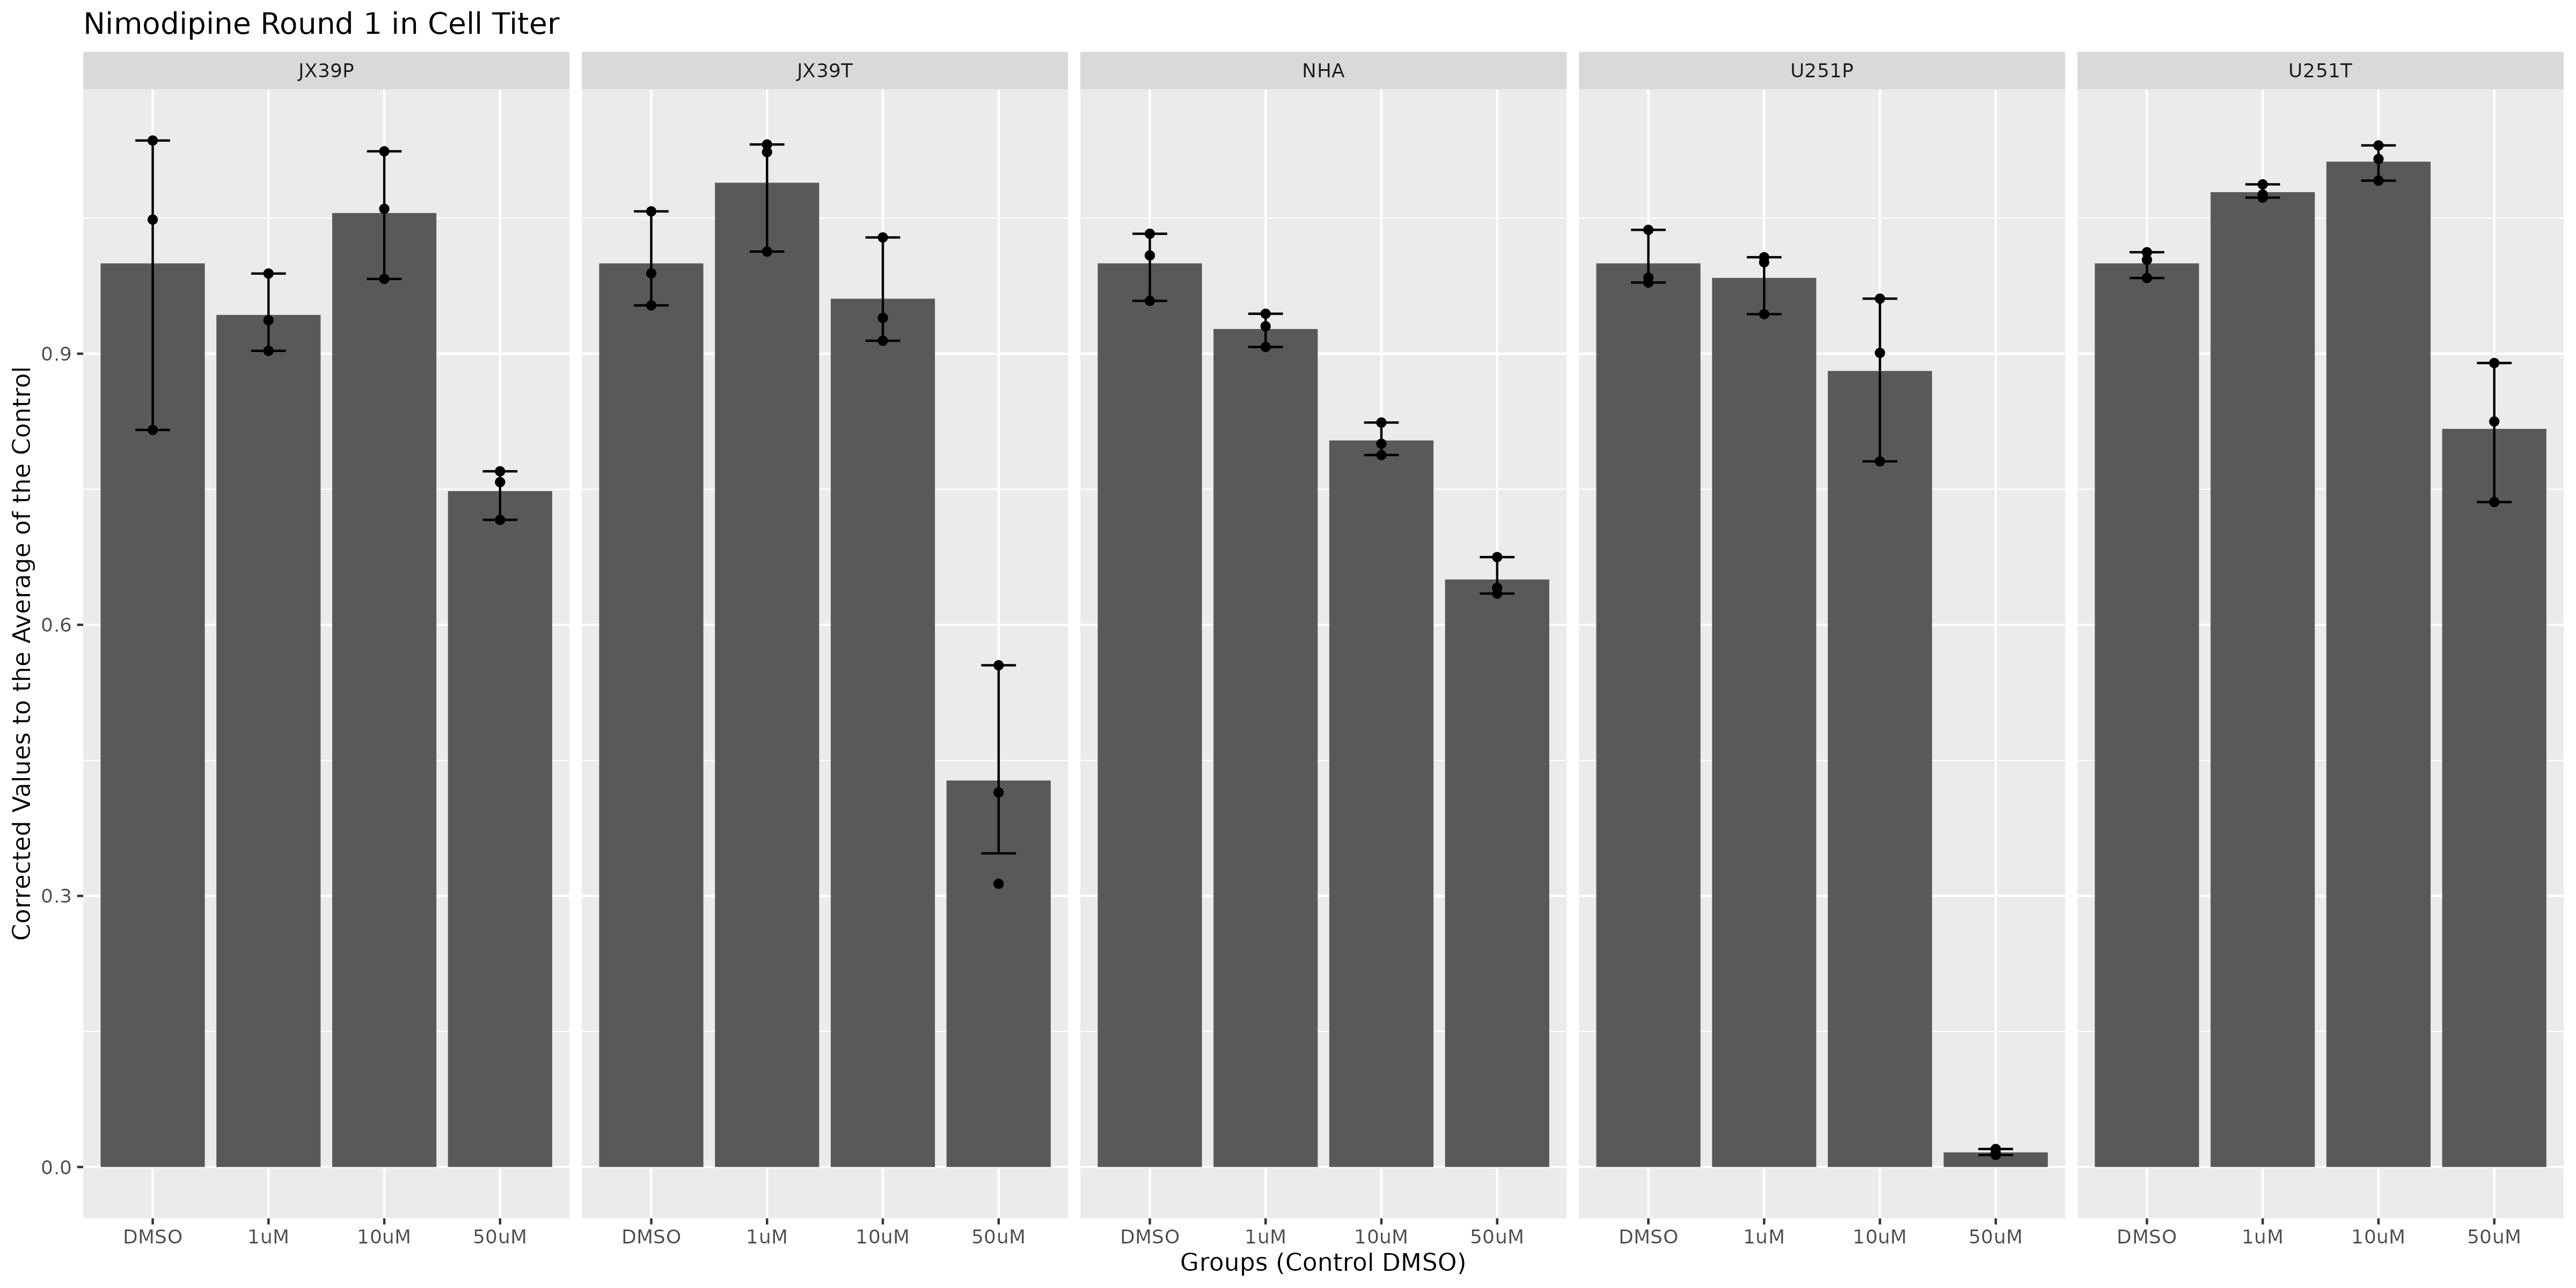 Nimodipine Round 1 in Cell Titer
JX39P JX39T NHA U251P U251T
Corrected Values to the Average of the Control
0.9
0.6
0.3
0.0
DMSO 1uM 10uM 50uM DMSO 1uM 10uM 50uM DMSO 1uM 10uM 50uM DMSO 1uM 10uM 50uM DMSO 1uM 10uM 50uM
Groups (Control DMSO)